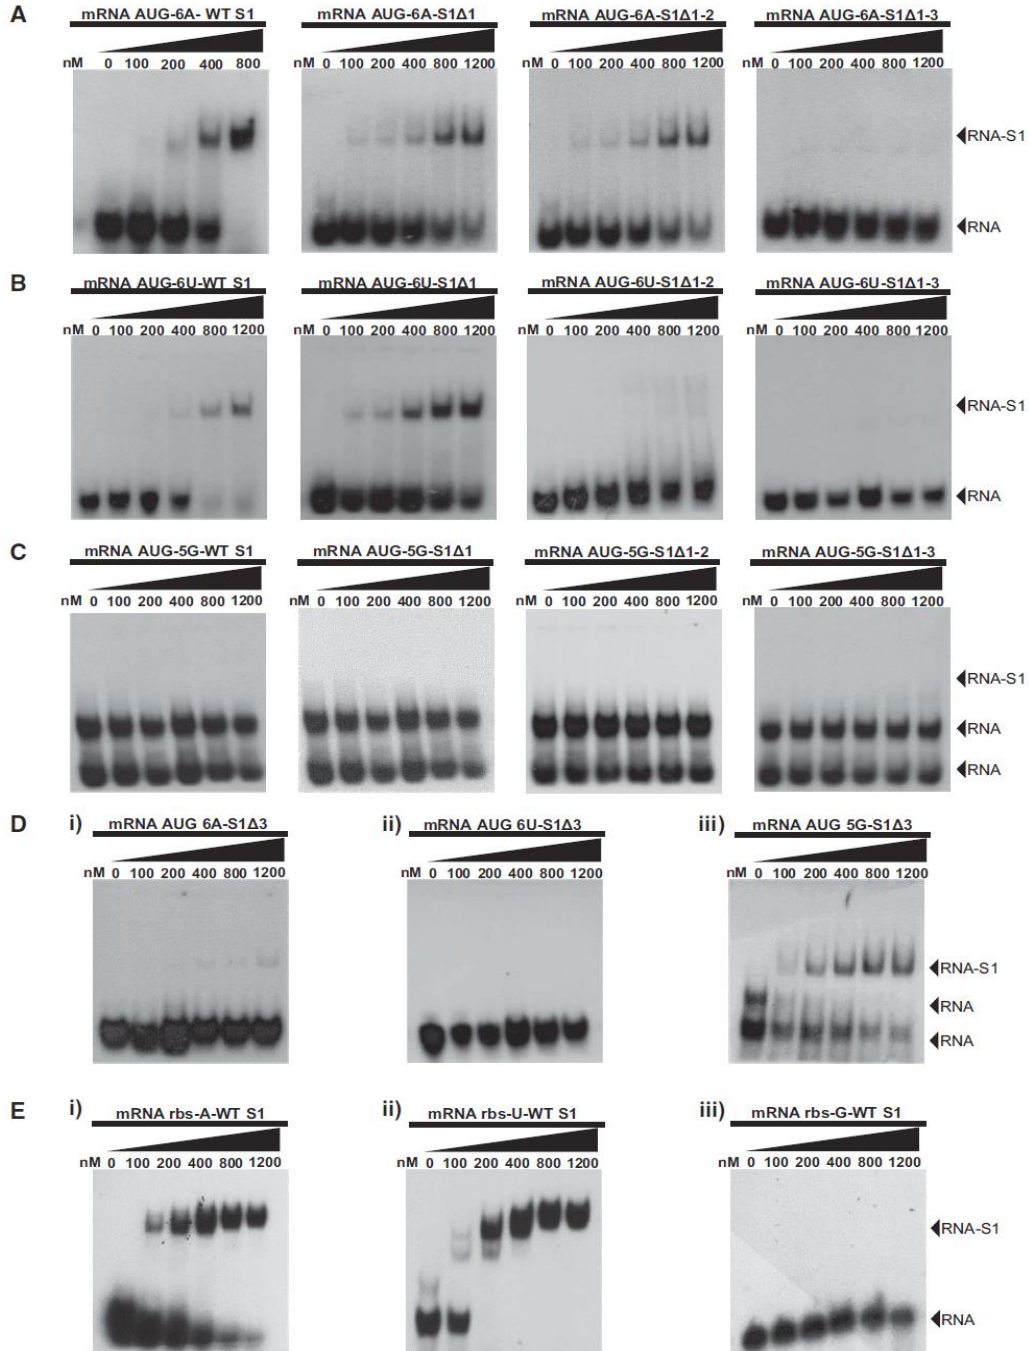 A
mRNA AUG-6A- WT S1 mRNA AUG-6A-S1Δ1 mRNA AUG-6A-S1Δ1-2 mRNA AUG-6A-S1Δ1-3
nM 0 100 200 400 800 nM 0 100 200 400 800 1200 nM 0 100 200 400 800 1200 nM 0 100 200 400 800 1200
RNA-S1
RNA
B
mRNA AUG-6U-WT S1 mRNA AUG-6U-S1Δ1 mRNA AUG-6U-S1Δ1-2 mRNA AUG-6U-S1Δ1-3
nM 0 100 200 400 800 1200 nM 0 100 200 400 800 1200 nM 0 100 200 400 800 1200 nM 0 100 200 400 800 1200
RNA-S1
RNA
C
mRNA AUG-5G-WT S1 mRNA AUG-5G-S1Δ1 mRNA AUG-5G-S1Δ1-2 mRNA AUG-5G-S1Δ1-3
nM 0 100 200 400 800 1200 nM 0 100 200 400 800 1200 nM 0 100 200 400 800 1200 nM 0 100 200 400 800 1200
RNA-S1
RNA
RNA
D i) ii) iii)
mRNA AUG 6A-S1Δ3 mRNA AUG 6U-S1Δ3 mRNA AUG 5G-S1Δ3
nM 0 100 200 400 800 1200 nM 0 100 200 400 800 1200 nM 0 100 200 400 800 1200
RNA-S1
RNA
RNA
E i) ii) iii)
mRNA rbs-A-WT S1 mRNA rbs-U-WT S1 mRNA rbs-G-WT S1
nM 0 100 200 400 800 1200 nM 0 100 200 400 800 1200 nM 0 100 200 400 800 1200
RNA-S1
RNA